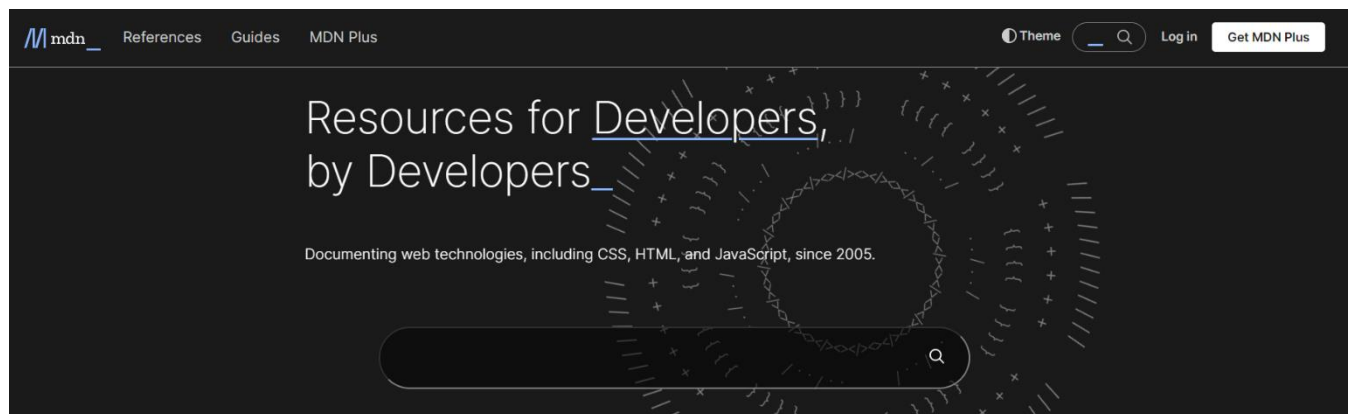 mdn_ References Guides MDN Plus Theme _ Log in Get MDN Plus
Resources for Developers,
by Developers_
Documenting web technologies, including CSS, HTML, and JavaScript, since 2005.